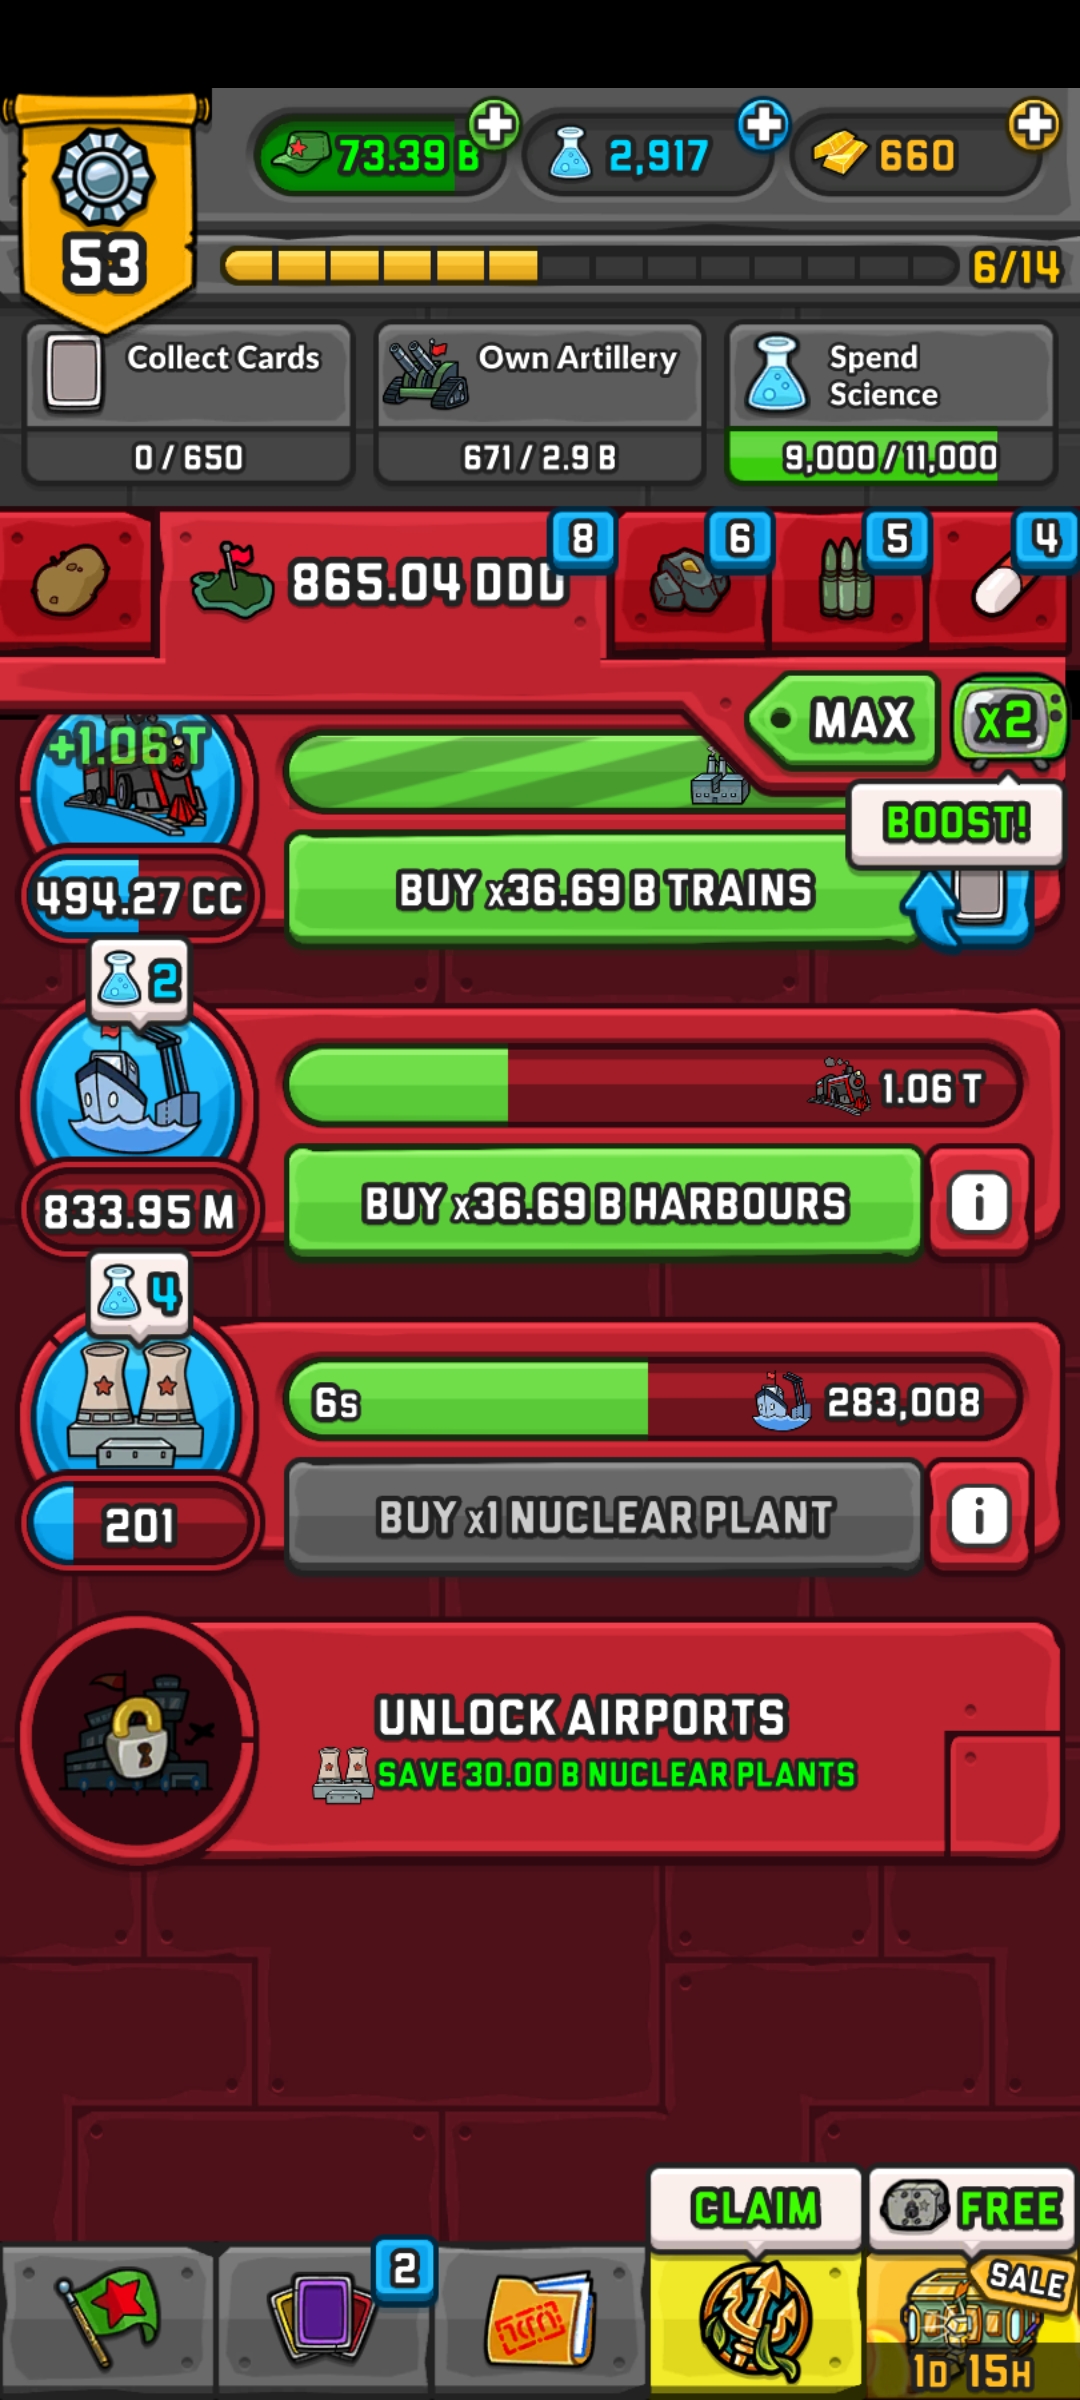 73.39 B
2,917
660
53
6/14
Collect Cards
Own Artillery
Spend
Science
0 / 650
671 / 2.9 B
9,000 / 11,000
8
6
5
4
865.04 DDD
MAX
x2
+1.06 T
BOOST!
494.27 CC
BUY x36.69 B TRAINS
2
1.06 T
833.95 M
BUY x36.69 B HARBOURS
i
4
6s
283,008
201
BUY x1 NUCLEAR PLANT
i
UNLOCK AIRPORTS
SAVE 30.00 B NUCLEAR PLANTS
CLAIM
FREE
2
SALE
1D 15H